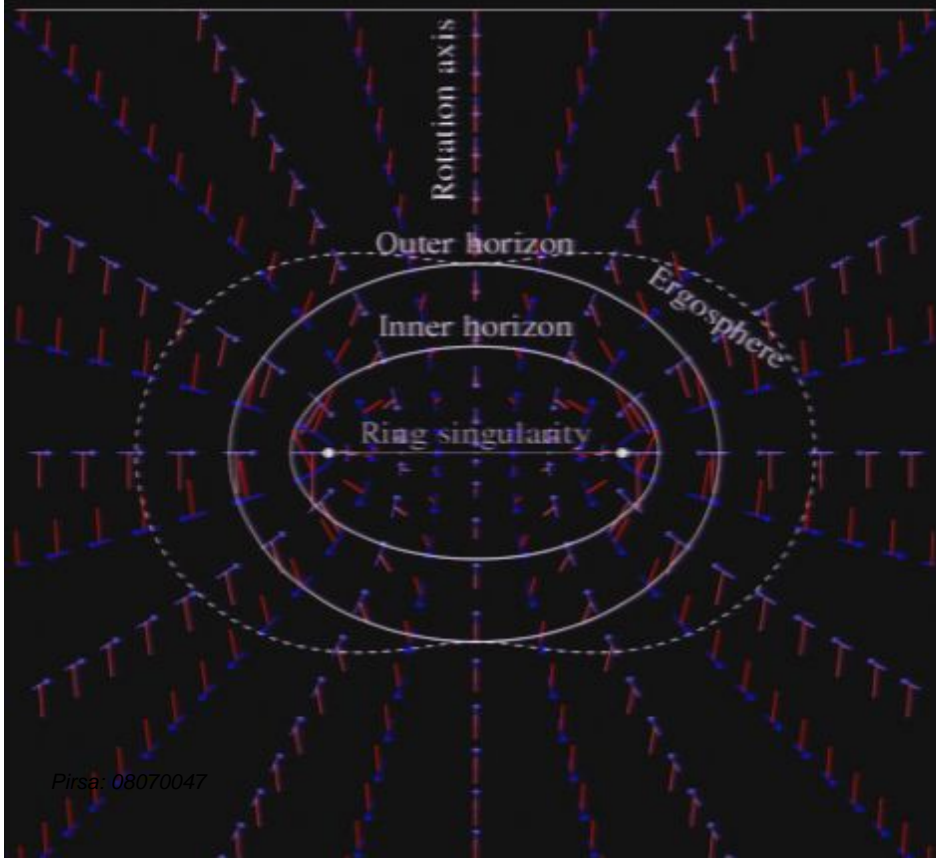 Rotation axis
Outer horizon
Ergosphere
Inner horizon
Ring singularity
Pirsa: 08070047